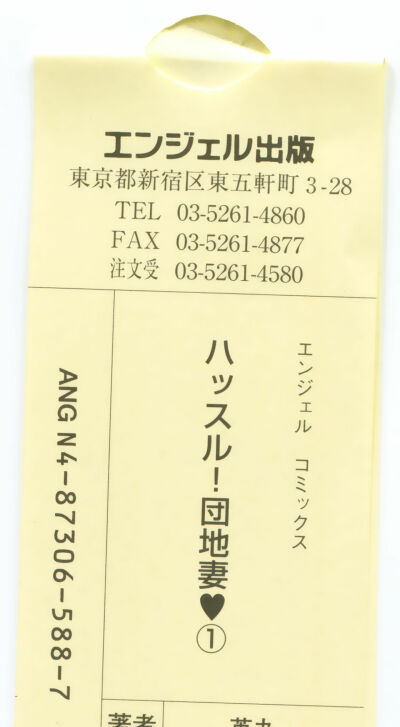 エンジェル出版
東京都新宿区東五軒町 3-28
TEL 03-5261-4860
FAX 03-5261-4877
注文受 03-5261-4580
エンジェル コミックス
ハッスル！団地妻♥①
ANG N4-87306-588-7
著者